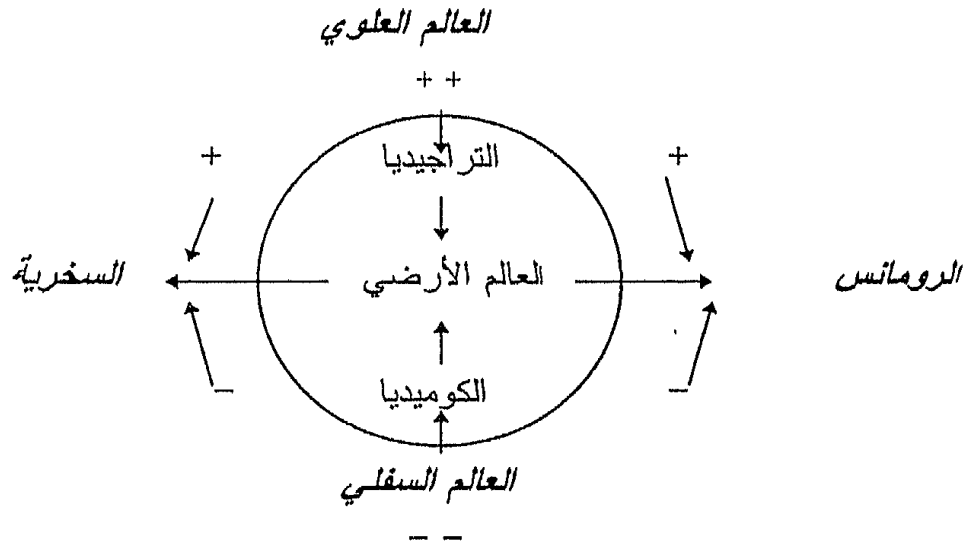 العالم العلوي
+ +
+ +
التراجيديا
الرومانس العالم الأرضي السخرية
الكوميديا
– –
العالم السفلي
– –